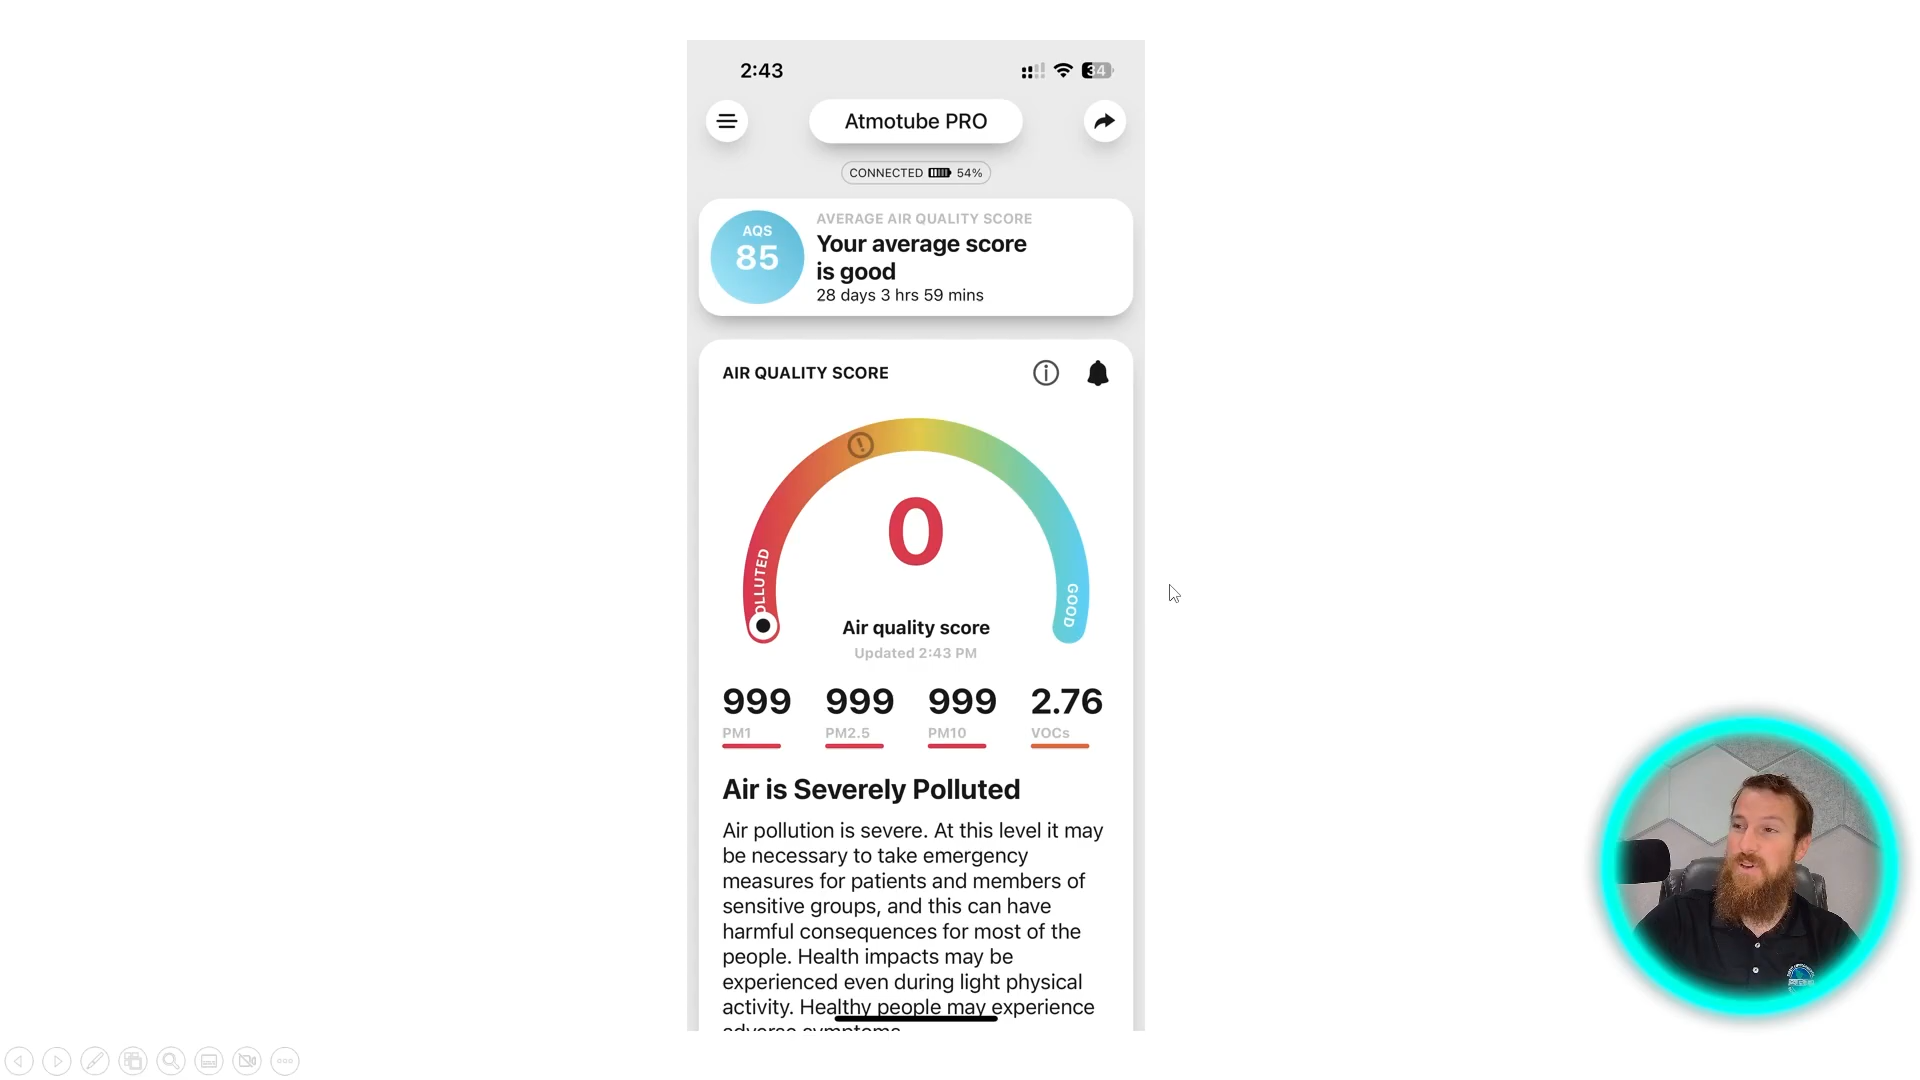 2:43
34
Atmotube PRO
CONNECTED 54%
AQS
85
AVERAGE AIR QUALITY SCORE
Your average score
is good
28 days 3 hrs 59 mins
AIR QUALITY SCORE
0
OLLUTED
GOOD
Air quality score
Updated 2:43 PM
999 999 999 2.76
PM1 PM2.5 PM10 VOCs
Air is Severely Polluted
Air pollution is severe. At this level it may
be necessary to take emergency
measures for patients and members of
sensitive groups, and this can have
harmful consequences for most of the
people. Health impacts may be
experienced even during light physical
activity. Healthy people may experience
adverse symptoms.